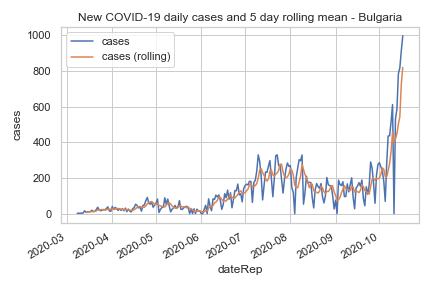 New COVID-19 daily cases and 5 day rolling mean - Bulgaria
cases
cases (rolling)
1000
800
600
400
200
0
cases
2020-03
2020-04
2020-05
2020-06
2020-07
2020-08
2020-09
2020-10
dateRep